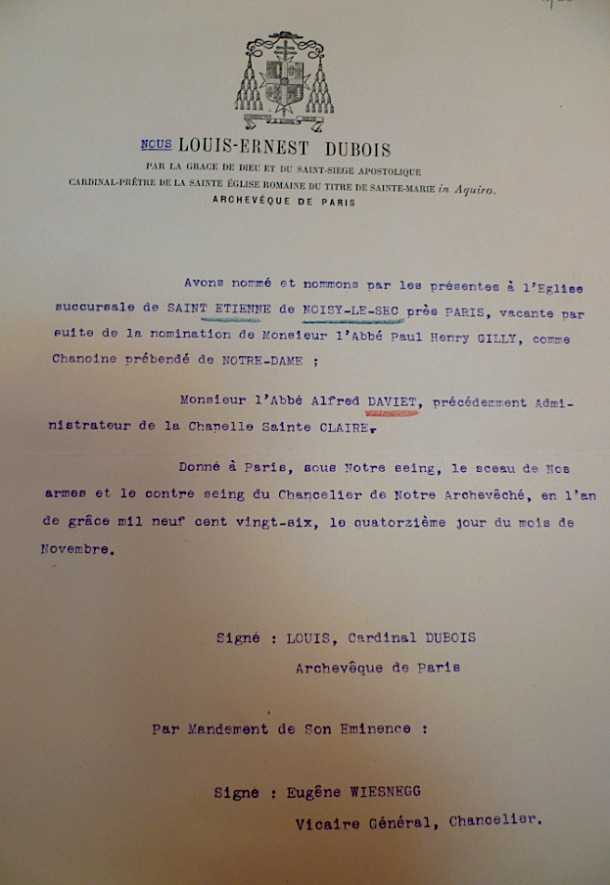 NOUS LOUIS-ERNEST DUBOIS
PAR LA GRACE DE DIEU ET DU SAINT-SIEGE APOSTOLIQUE
CARDINAL-PRÊTRE DE LA SAINTE ÉGLISE ROMAINE DU TITRE DE SAINTE-MARIE in Aquiro.
ARCHEVÊQUE DE PARIS
Avons nommé et nommons par les présentes à l'Eglise
succursale de SAINT ETIENNE de NOISY-LE-SEC près PARIS, vacante par
suite de la nomination de Monsieur l'Abbé Paul Henry GILLY, comme
Chanoine prébendé de NOTRE-DAME ;
Monsieur l'Abbé Alfred DAVIET, précédemment Admi-
nistrateur de la Chapelle Sainte CLAIRE,
Donné à Paris, sous Notre seing, le sceau de Nos
armes et le contre seing du Chancelier de Notre Archevêché, en l'an
de grâce mil neuf cent vingt-six, le quatorzième jour du mois de
Novembre.
Signé : LOUIS, Cardinal DUBOIS
Archevêque de Paris
Par Mandement de Son Eminence :
Signé : Eugêne WIESNEGG
Vicaire Général, Chancelier.